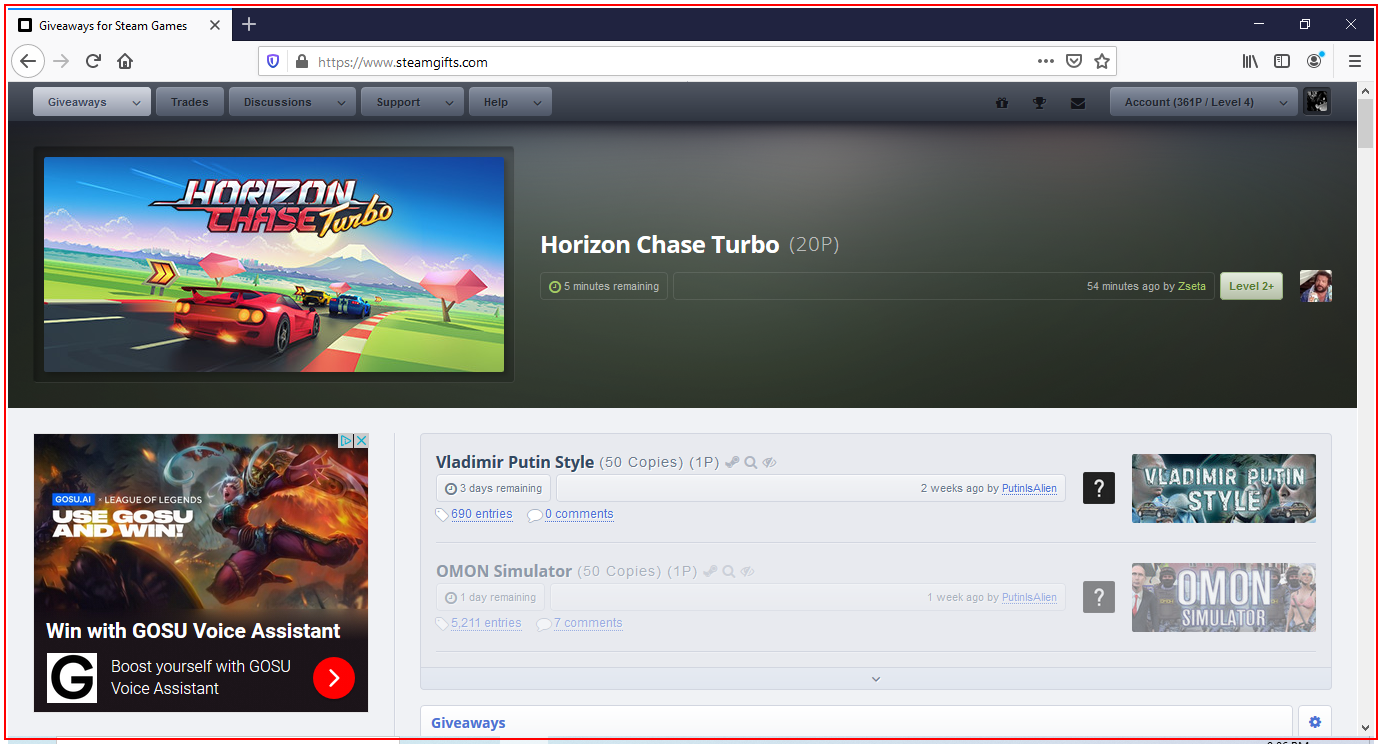 Giveaways for Steam Games
https://www.steamgifts.com
Giveaways
Trades
Discussions
Support
Help
Account (361P / Level 4)
HORIZON
CHASE Turbo
Horizon Chase Turbo (20P)
5 minutes remaining
54 minutes ago by Zseta
Level 2+
GOSU.AI • LEAGUE OF LEGENDS
USE GOSU
AND WIN!
Win with GOSU Voice Assistant
G
Boost yourself with GOSU
Voice Assistant
Vladimir Putin Style (50 Copies) (1P)
3 days remaining
2 weeks ago by PutinIsAlien
?
690 entries
0 comments
VLADIMIR PUTIN
STYLE
OMON Simulator (50 Copies) (1P)
1 day remaining
1 week ago by PutinIsAlien
?
5,211 entries
7 comments
OMON
SIMULATOR
Giveaways